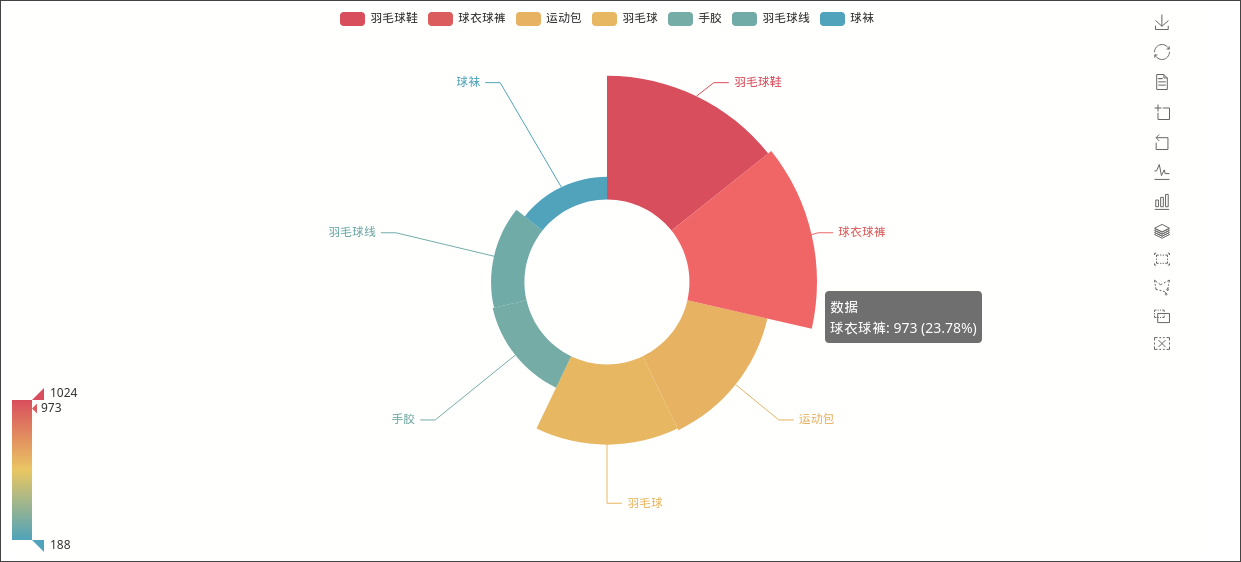 羽毛球鞋 球衣球裤 运动包 羽毛球 手胶 羽毛球线 球袜
球袜
羽毛球鞋
羽毛球线
球衣球裤
数据
球衣球裤: 973 (23.78%)
1024
973
手胶
运动包
羽毛球
188